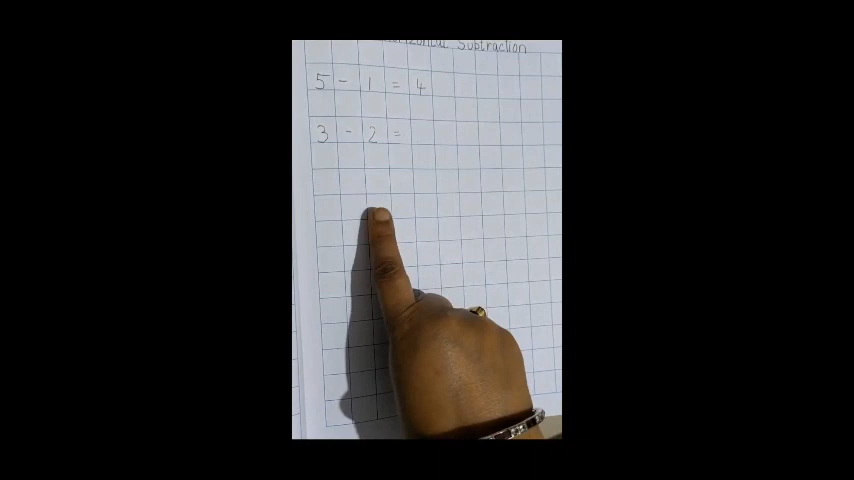 Subtraction
5 - 1 = 4
3 - 2 =